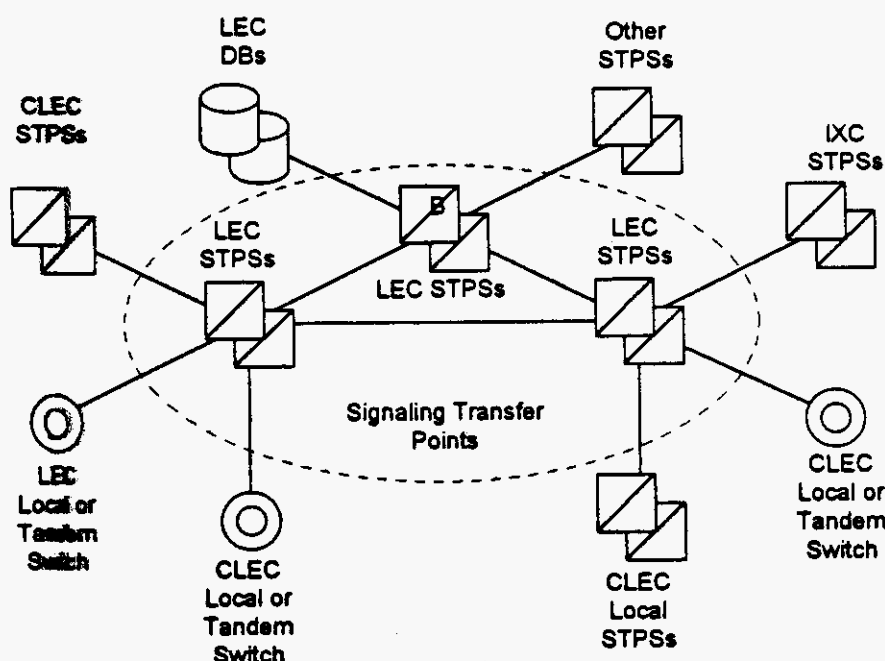 LEC
DBs
Other
STPSs
CLEC
STPSs
IXC
STPSs
B
LEC
STPSs
LEC
STPSs
LEC STPSs
Signaling Transfer
Points
LEC
Local or
Tandem
Switch
CLEC
Local or
Tandem
Switch
CLEC
Local
STPSs
CLEC
Local or
Tandem
Switch